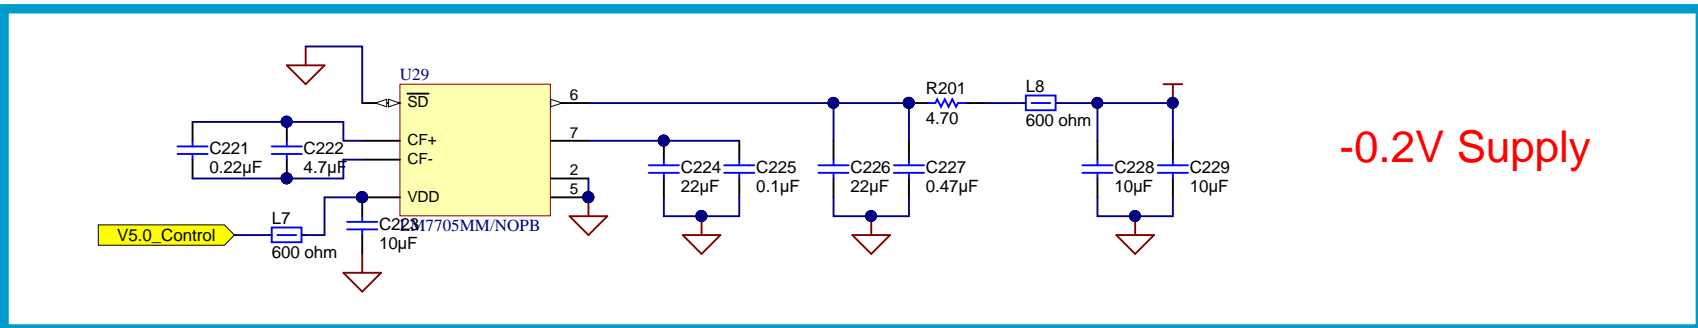 U29
SD
CF+
CF-
VDD
LM7705MM/NOPB
6
7
2
5
C221
0.22µF
C222
4.7µF
V5.0_Control
L7
600 ohm
C223
10µF
C224
22µF
C225
0.1µF
C226
22µF
C227
0.47µF
R201
4.70
L8
600 ohm
C228
10µF
C229
10µF
-0.2V Supply